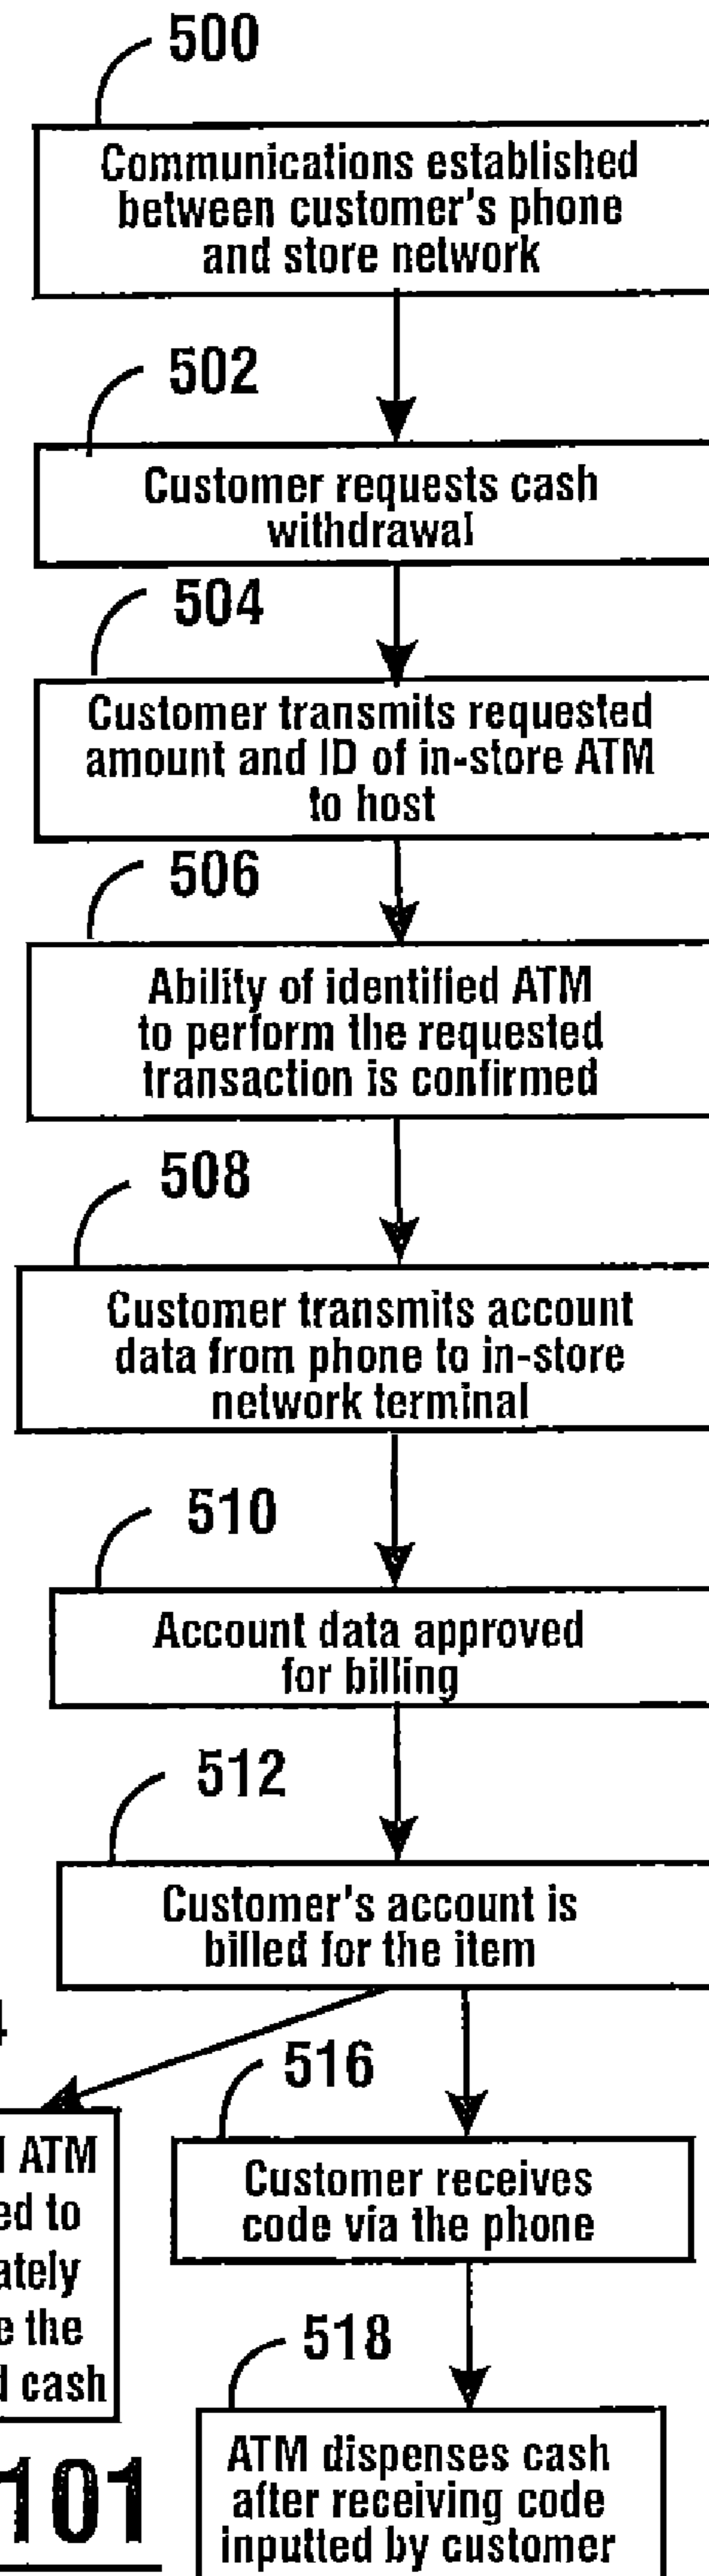 500
Communications established
between customer's phone
and store network
502
Customer requests cash
withdrawal
504
Customer transmits requested
amount and ID of in-store ATM
to host
506
Ability of identified ATM
to perform the requested
transaction is confirmed
508
Customer transmits account
data from phone to in-store
network terminal
510
Account data approved
for billing
512
Customer's account is
billed for the item
ATM
ed to
ately
e the
d cash
516
Customer receives
code via the phone
518
ATM dispenses cash
after receiving code
inputted by customer
101